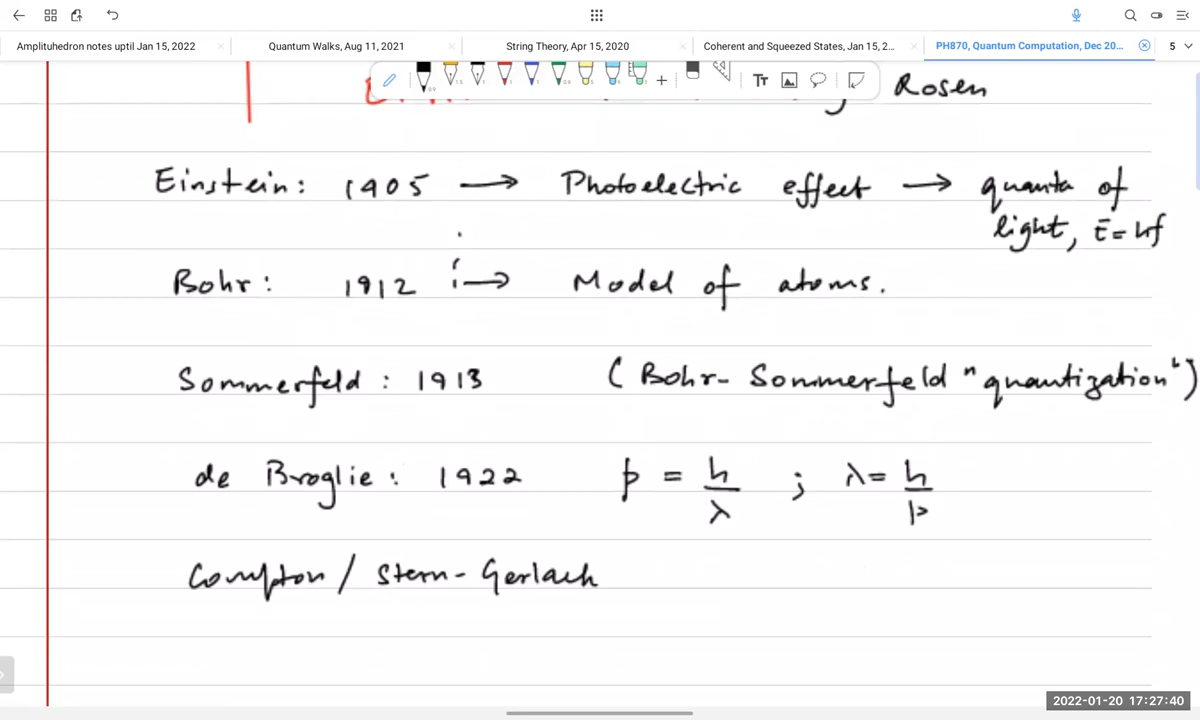 Amplituhedron notes uptil Jan 15, 2022 Quantum Walks, Aug 11, 2021 String Theory, Apr 15, 2020 Coherent and Squeezed States, Jan 15, 2... PH870, Quantum Computation, Dec 20... 5
Tт
Rosen
Einstein: 1905 → Photoelectric effect → quanta of
light, E=hf
Bohr: 1912 → Model of atoms.
Sommerfeld: 1913 (Bohr-Sommerfeld "quantization")
de Broglie: 1922 p = h/λ ; λ = h/p
Compton / Stern-Gerlach
2022-01-20 17:27:40